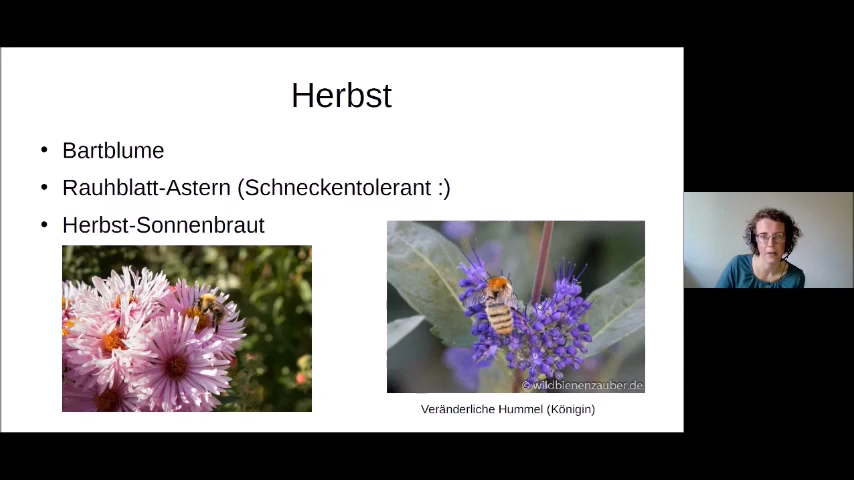 Herbst
• Bartblume
• Rauhblatt-Astern (Schneckentolerant :)
• Herbst-Sonnenbraut
© wildbienenzauber.de
Veränderliche Hummel (Königin)